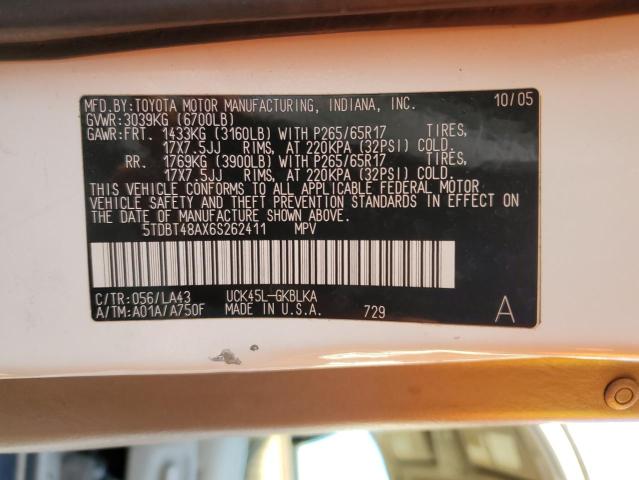 MFD.BY:TOYOTA MOTOR MANUFACTURING, INDIANA, INC. 10/05
GVWR:3039KG (6700LB)
GAWR:FRT. 1433KG (3160LB) WITH P265/65R17 TIRES,
17X7.5JJ RIMS, AT 220KPA (32PSI) COLD.
RR. 1769KG (3900LB) WITH P265/65R17 TIRES,
17X7.5JJ RIMS, AT 220KPA (32PSI) COLD.
THIS VEHICLE CONFORMS TO ALL APPLICABLE FEDERAL MOTOR
VEHICLE SAFETY AND THEFT PREVENTION STANDARDS IN EFFECT ON
THE DATE OF MANUFACTURE SHOWN ABOVE.
5TDBT48AX6S262411 MPV
C/TR:056/LA43 UCK45L-GKBLKA
A/TM:A01A/A750F MADE IN U.S.A. 729 A